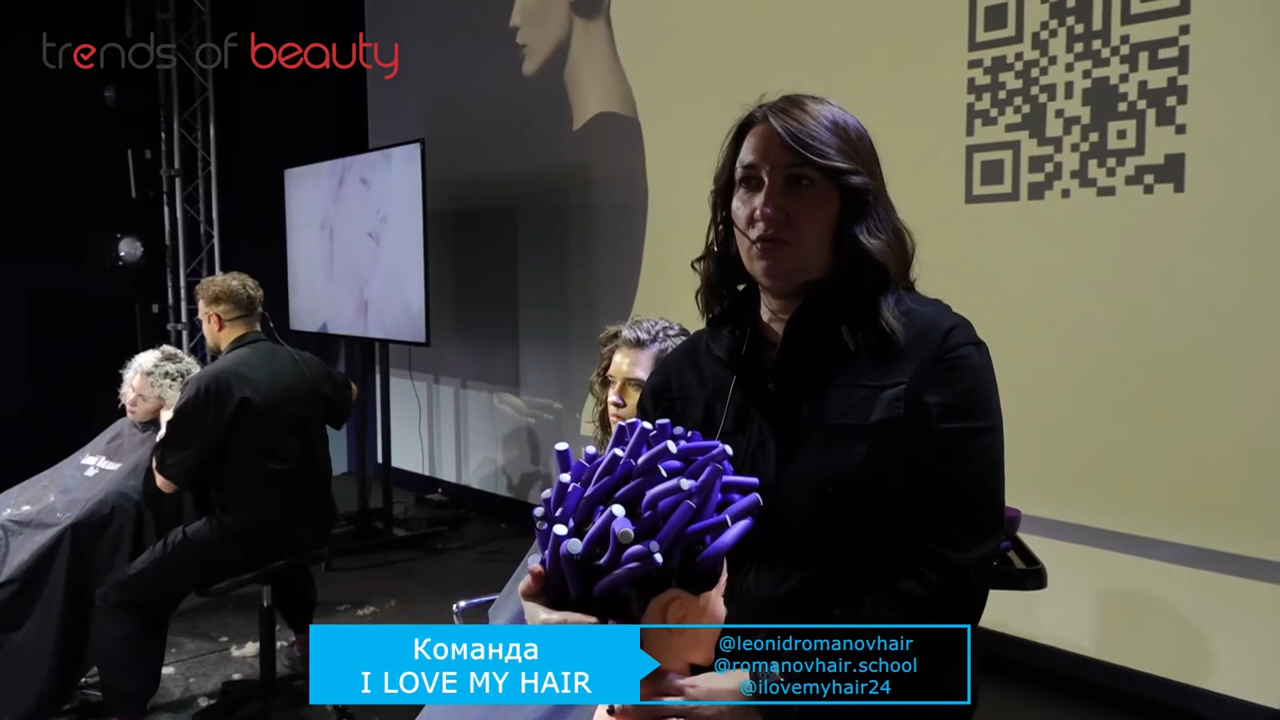 trends of beauty
Команда
I LOVE MY HAIR
@leonidromanovhair
@romanovhair.school
@ilovemyhair24